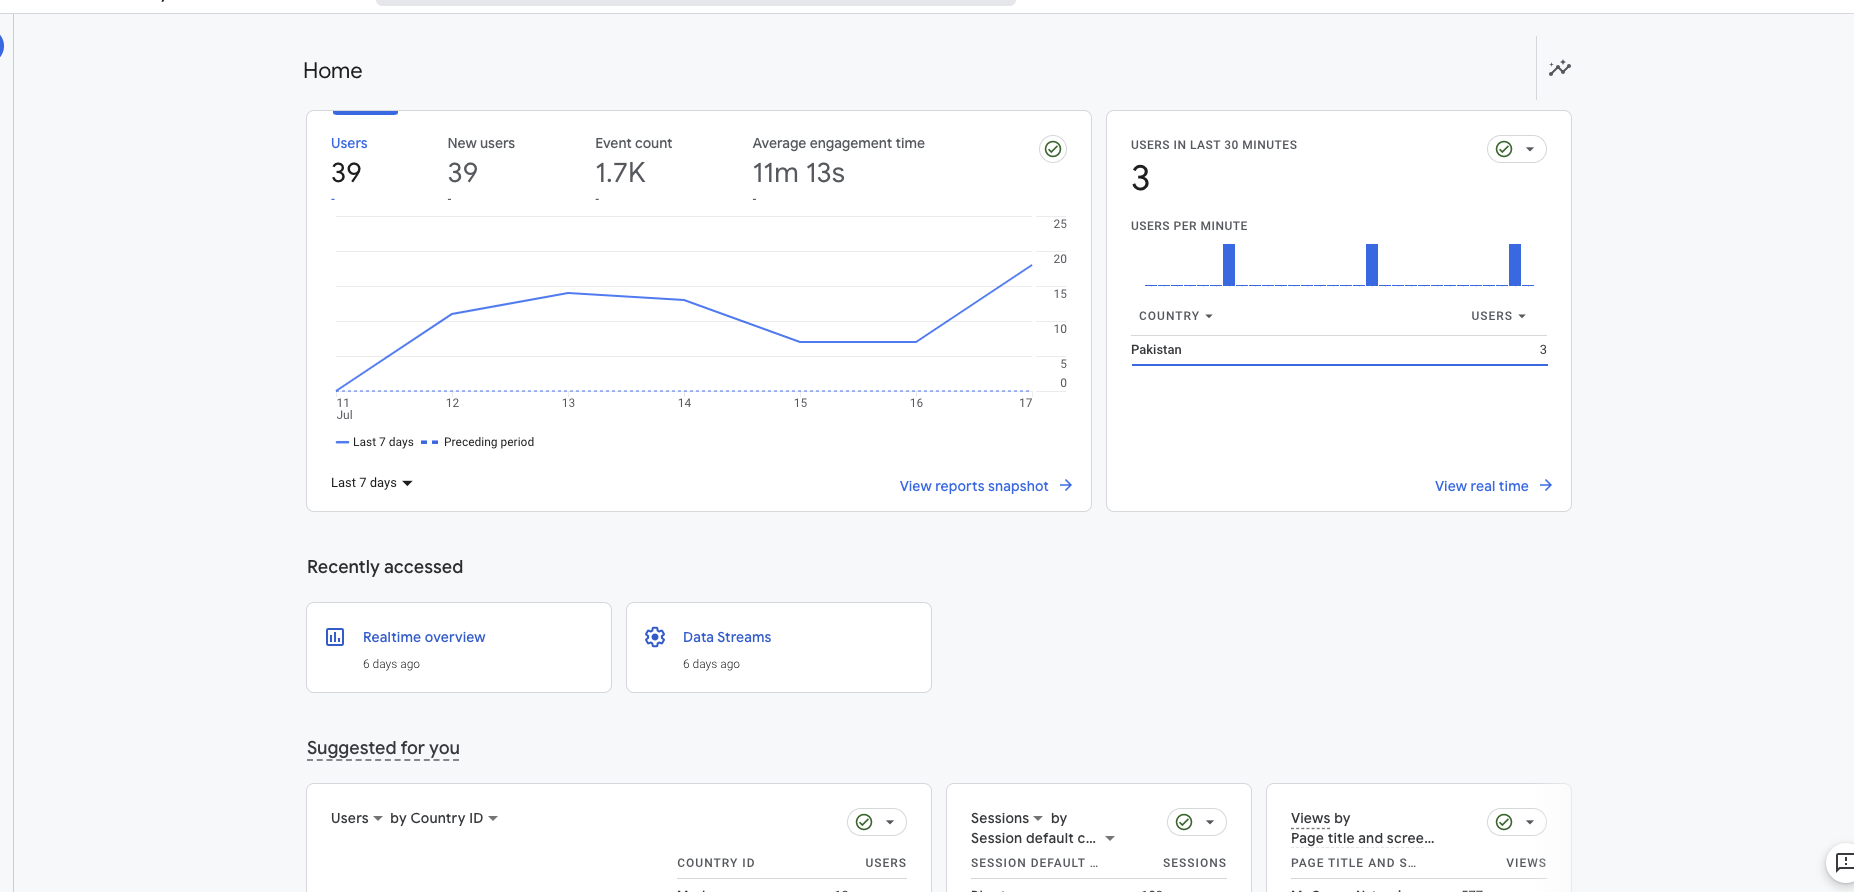 Home
Users
39
-
New users
39
-
Event count
1.7K
-
Average engagement time
11m 13s
-
25
20
15
10
5
0
11
Jul
12
13
14
15
16
17
Last 7 days
Preceding period
Last 7 days
View reports snapshot
USERS IN LAST 30 MINUTES
3
USERS PER MINUTE
COUNTRY
USERS
Pakistan
3
View real time
Recently accessed
Realtime overview
6 days ago
Data Streams
6 days ago
Suggested for you
Users by Country ID
COUNTRY ID
USERS
Sessions by
Session default c...
SESSION DEFAULT ...
SESSIONS
Views by
Page title and scree...
PAGE TITLE AND S...
VIEWS